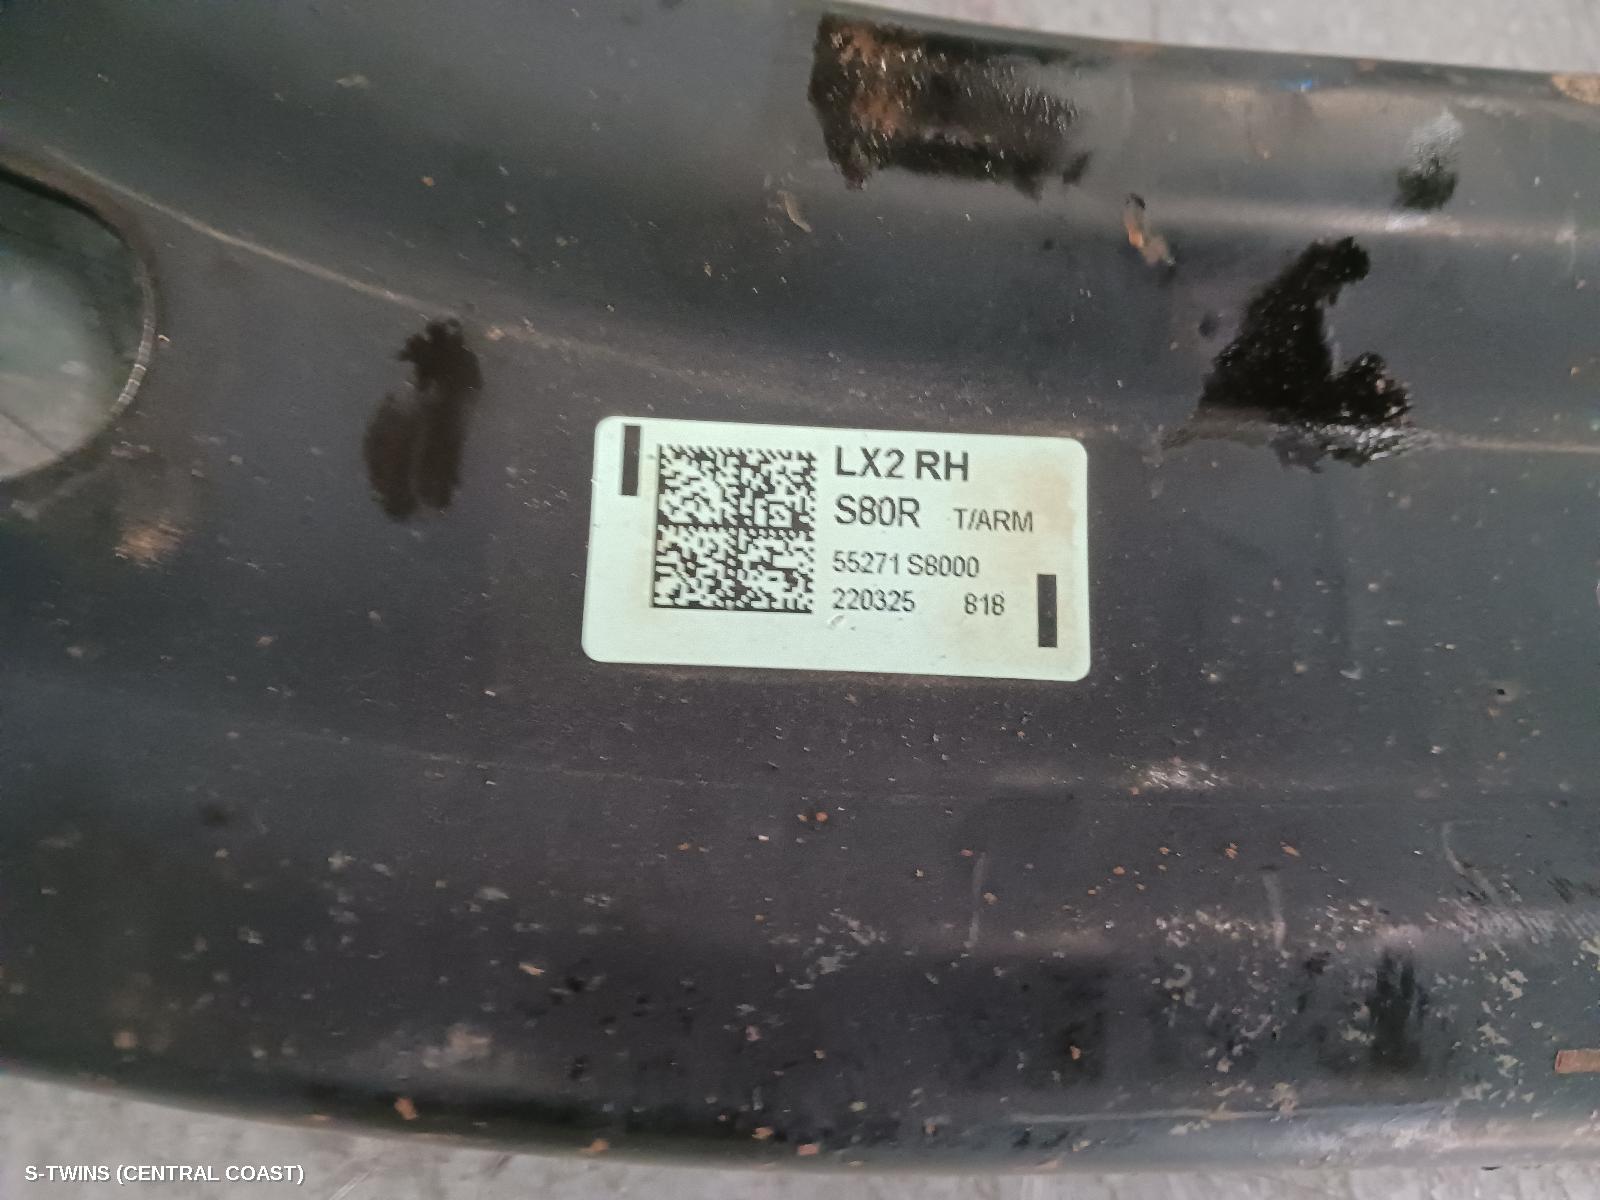 LX2 RH
S80R T/ARM
55271 S8000
220325 818
S-TWINS (CENTRAL COAST)